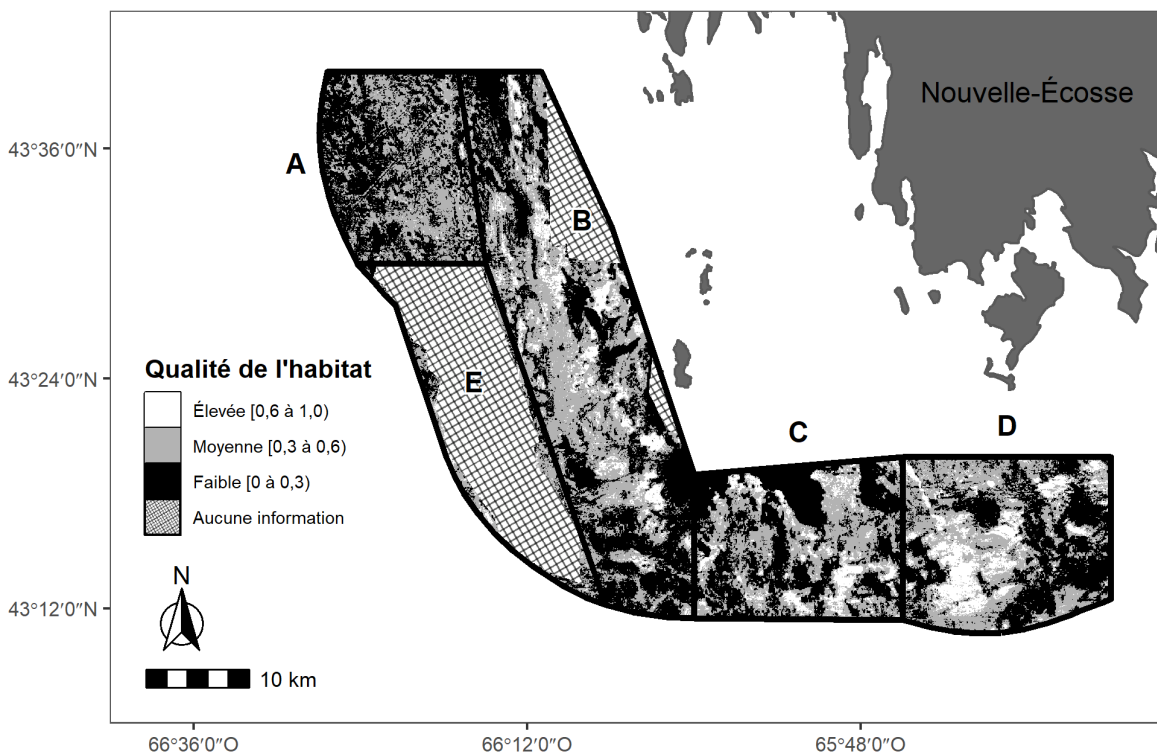 Nouvelle-Écosse
43°36′0″N
A
B
43°24′0″N
E
Qualité de l'habitat
Élevée [0,6 à 1,0)
Moyenne [0,3 à 0,6)
Faible [0 à 0,3)
Aucune information
C
D
N
43°12′0″N
10 km
66°36′0″O
66°12′0″O
65°48′0″O